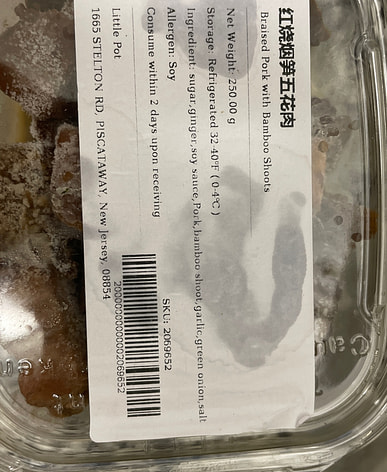 红烧焖笋五花肉
Braised Pork with Bamboo Shoots
Net Weight: 250.00 g
Storage: Refrigerated 32-40℉ ( 0-4℃)
Ingredient: sugar,ginger,soy sauce,Pork,bamboo shoot,garlic,green onion,salt
Allergen: Soy
Consume within 2 days upon receiving
SKU: 2069652
2000000000002069652
Little Pot
1665 STELTON RD, PISCATAWAY, New Jersey, 08854